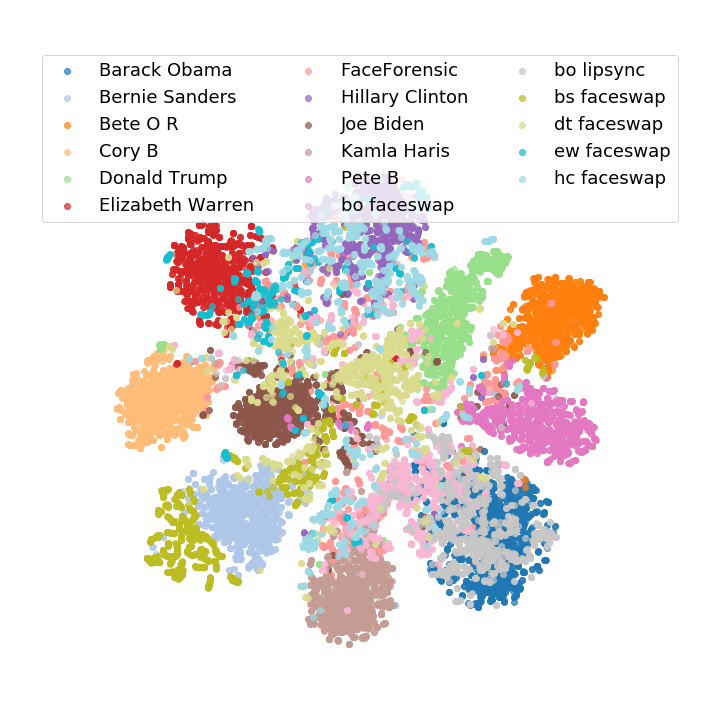 Barack Obama
Bernie Sanders
Bete O R
Cory B
Donald Trump
Elizabeth Warren
FaceForensic
Hillary Clinton
Joe Biden
Kamla Haris
Pete B
bo faceswap
bo lipsync
bs faceswap
dt faceswap
ew faceswap
hc faceswap